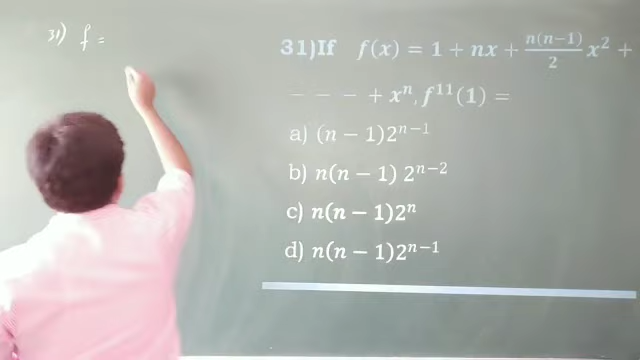 31) f =
31)If f(x) = 1 + nx + \frac{n(n-1)}{2} x² +
− − − + xⁿ, f¹¹(1) =
a) (n − 1)2ⁿ⁻¹
b) n(n − 1) 2ⁿ⁻²
c) n(n − 1)2ⁿ
d) n(n − 1)2ⁿ⁻¹